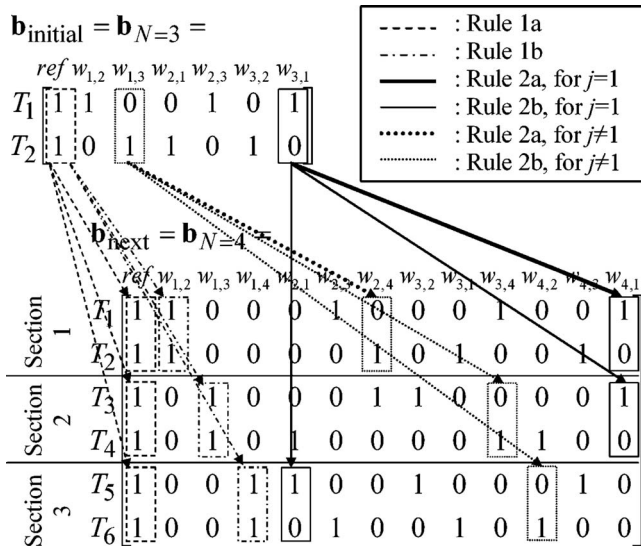 b_initial = b_N=3 =
ref w1,2 w1,3 w2,1 w2,3 w3,2 w3,1
T1 1 1 0 0 1 0 1
T2 1 0 1 1 0 1 0
: Rule 1a
: Rule 1b
: Rule 2a, for j=1
: Rule 2b, for j=1
: Rule 2a, for j≠1
: Rule 2b, for j≠1
b_next = b_N=4 =
ref w1,2 w1,3 w1,4 w2,1 w2,3 w2,4 w3,2 w3,1 w3,4 w4,2 w4,3 w4,1
Section 1
T1 1 1 0 0 0 1 0 0 0 1 0 0 1
T2 1 1 0 0 0 0 1 0 1 0 0 1 0
Section 2
T3 1 0 1 0 0 0 1 1 0 0 0 0 1
T4 1 0 1 0 1 0 0 0 0 1 1 0 0
Section 3
T5 1 0 0 1 1 0 0 1 0 0 0 1 0
T6 1 0 0 1 0 1 0 0 1 0 1 0 0